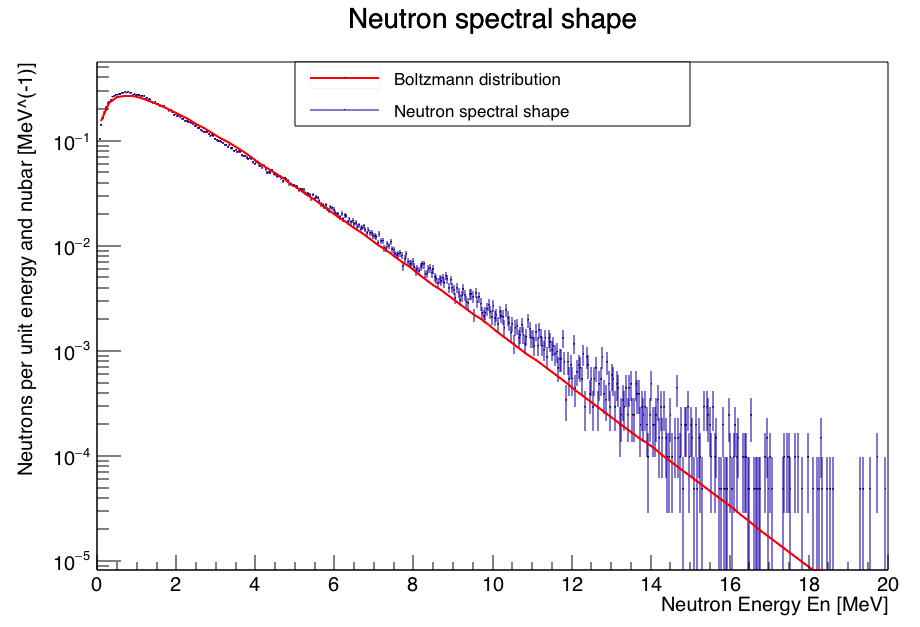 Neutron spectral shape
Boltzmann distribution
Neutron spectral shape
Neutrons per unit energy and nubar [MeV^(-1)]
10⁻¹
10⁻²
10⁻³
10⁻⁴
10⁻⁵
0 2 4 6 8 10 12 14 16 18 20
Neutron Energy En [MeV]